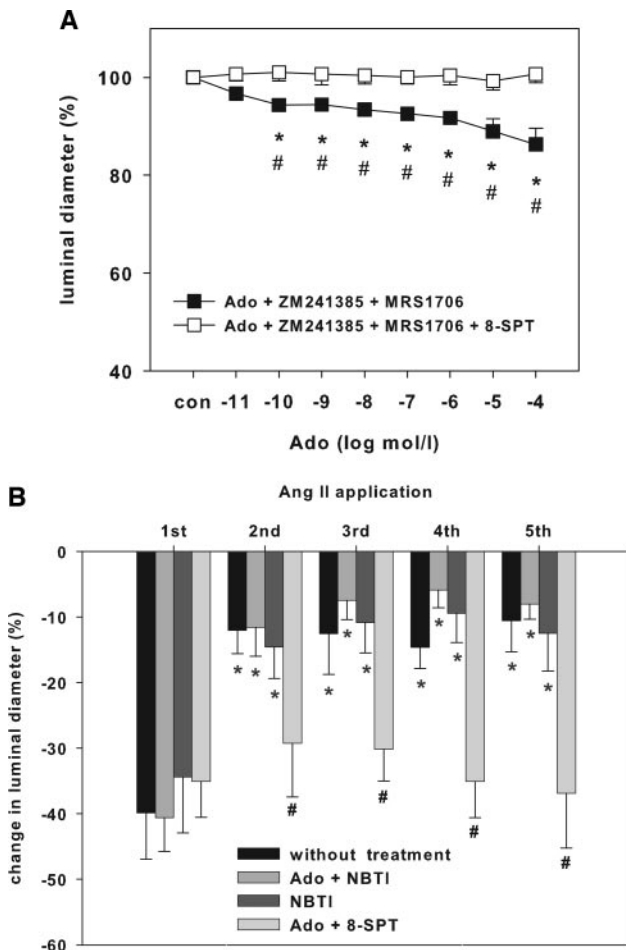 A
luminal diameter (%)
100
80
60
40
* * * * * * *
# # # # # # #
Ado + ZM241385 + MRS1706
Ado + ZM241385 + MRS1706 + 8-SPT
con -11 -10 -9 -8 -7 -6 -5 -4
Ado (log mol/l)
B
Ang II application
1st 2nd 3rd 4th 5th
change in luminal diameter (%)
0
-10
-20
-30
-40
-50
-60
* * * * * * * * * * * *
# # # #
without treatment
Ado + NBTI
NBTI
Ado + 8-SPT